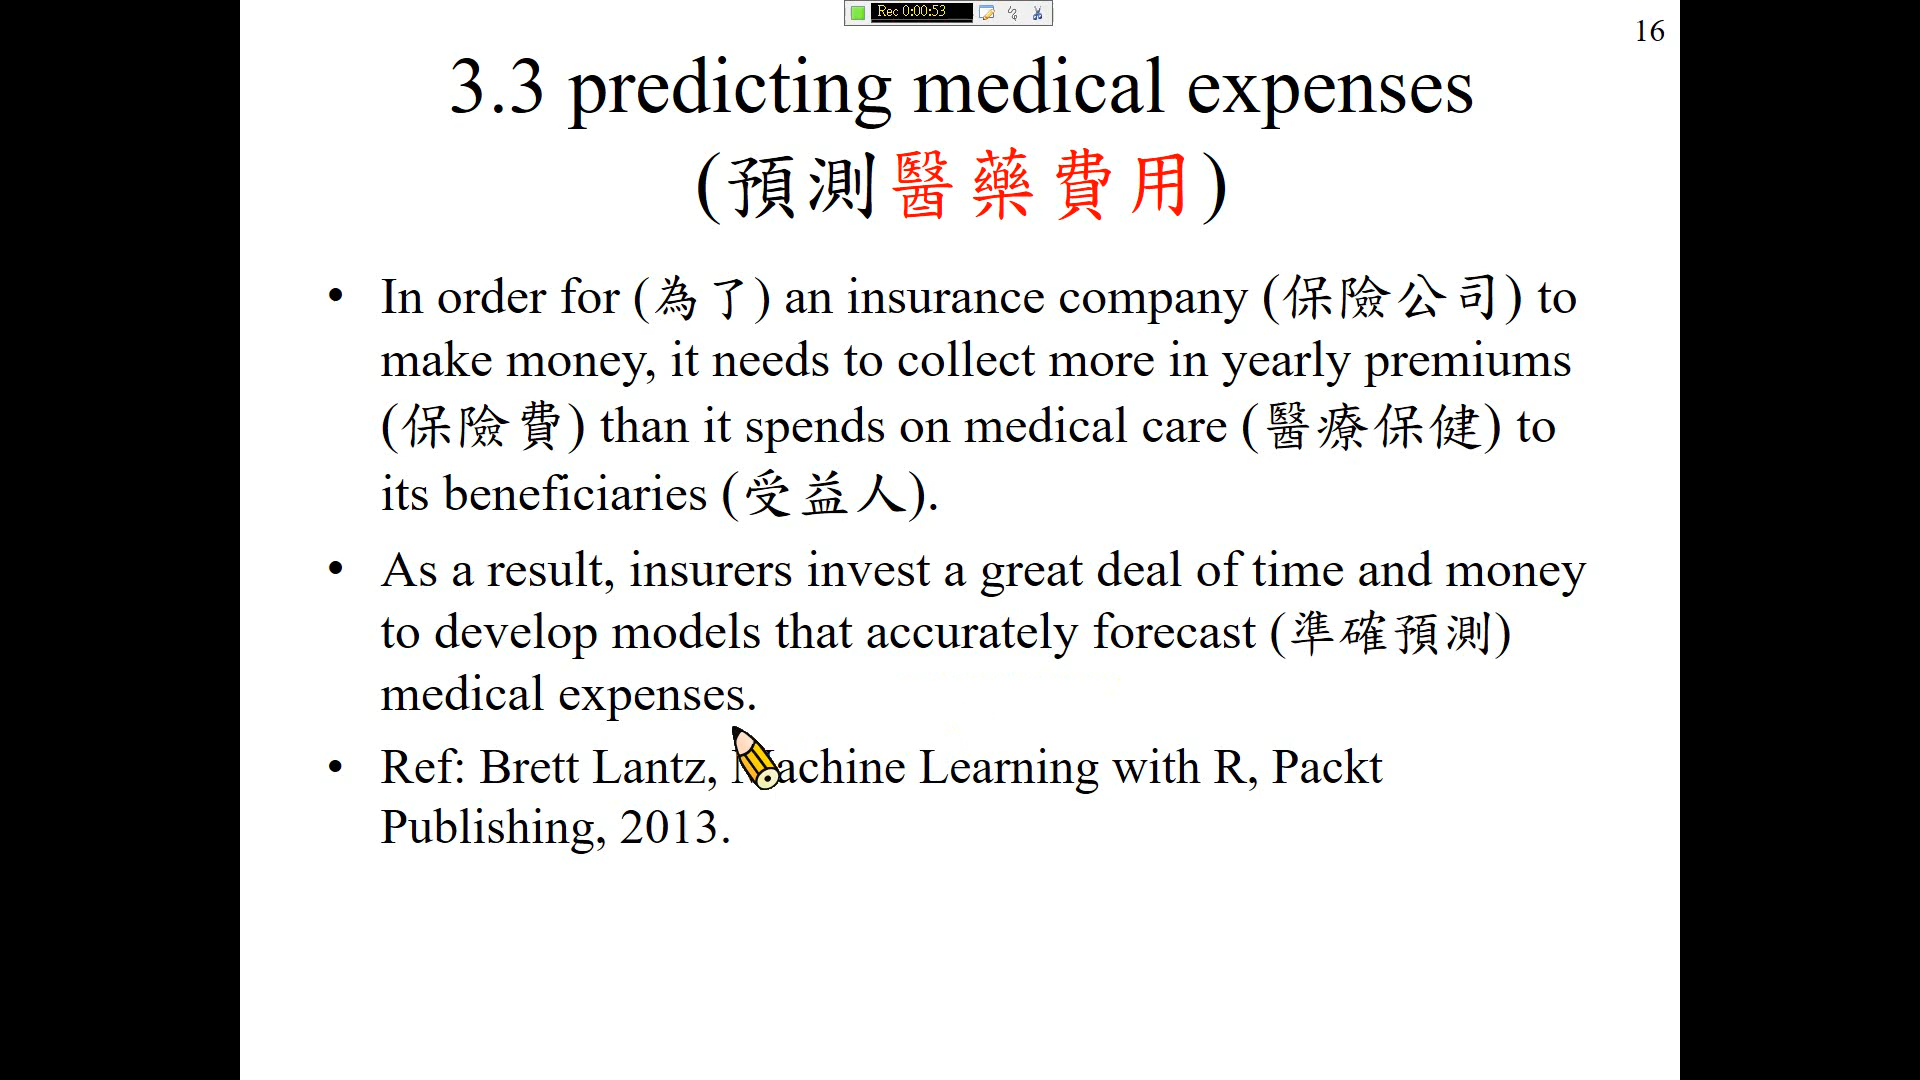 Rec 0:00:53
16
3.3 predicting medical expenses
(預測醫藥費用)
• In order for (為了) an insurance company (保險公司) to
make money, it needs to collect more in yearly premiums
(保險費) than it spends on medical care (醫療保健) to
its beneficiaries (受益人).
• As a result, insurers invest a great deal of time and money
to develop models that accurately forecast (準確預測)
medical expenses.
• Ref: Brett Lantz, Machine Learning with R, Packt
Publishing, 2013.